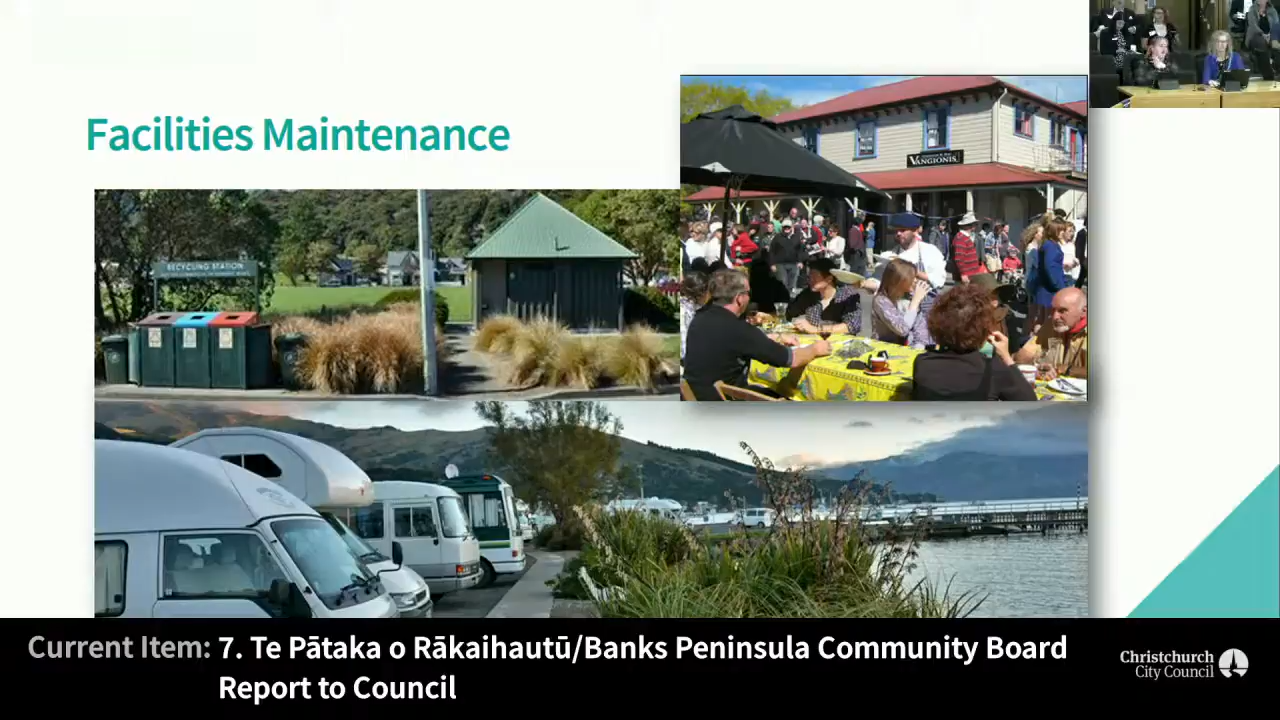 Facilities Maintenance
VANGIONIS
RECYCLING STATION
Current Item: 7. Te Pātaka o Rākaihautū/Banks Peninsula Community Board
Report to Council
Christchurch
City Council